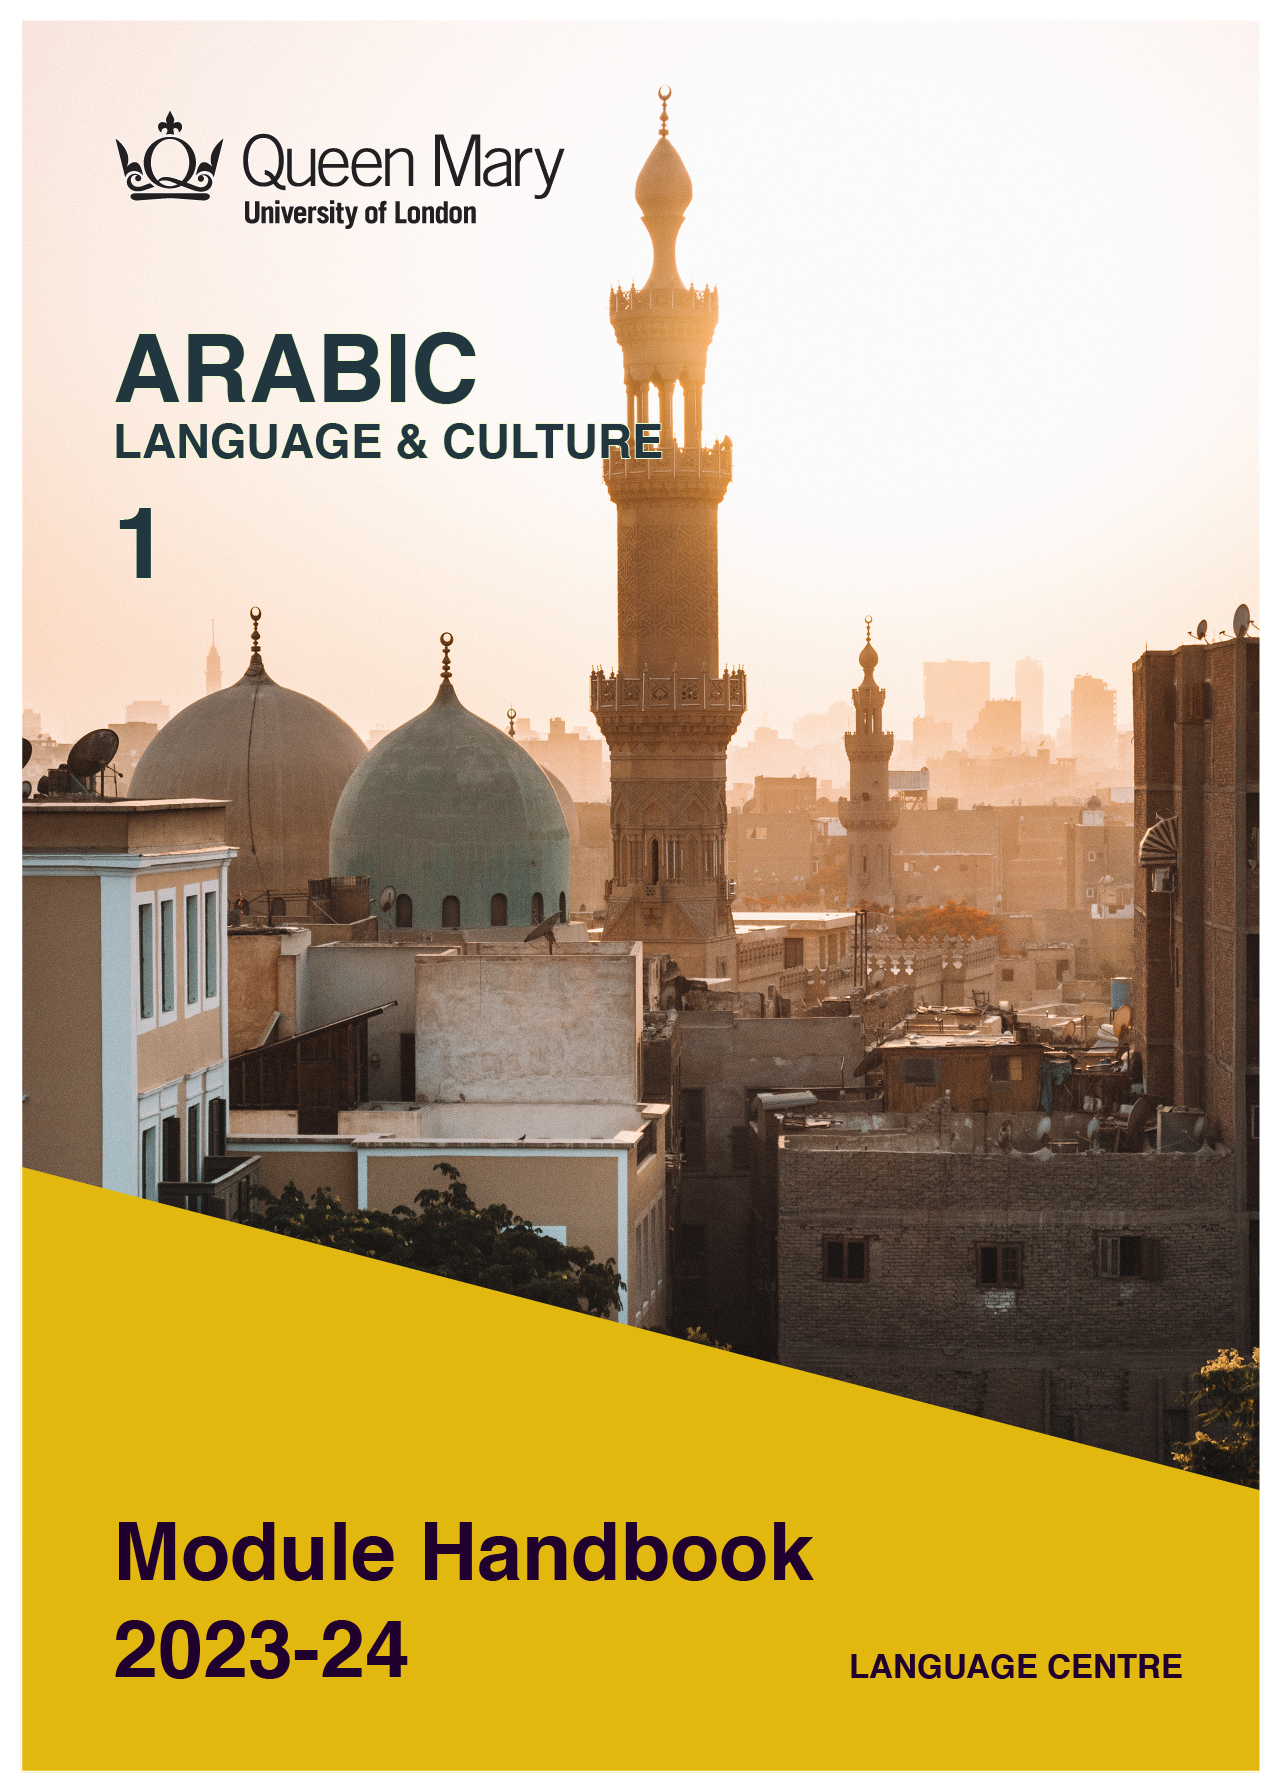 Queen Mary
University of London
ARABIC
LANGUAGE & CULTURE
1
Module Handbook
2023-24
LANGUAGE CENTRE